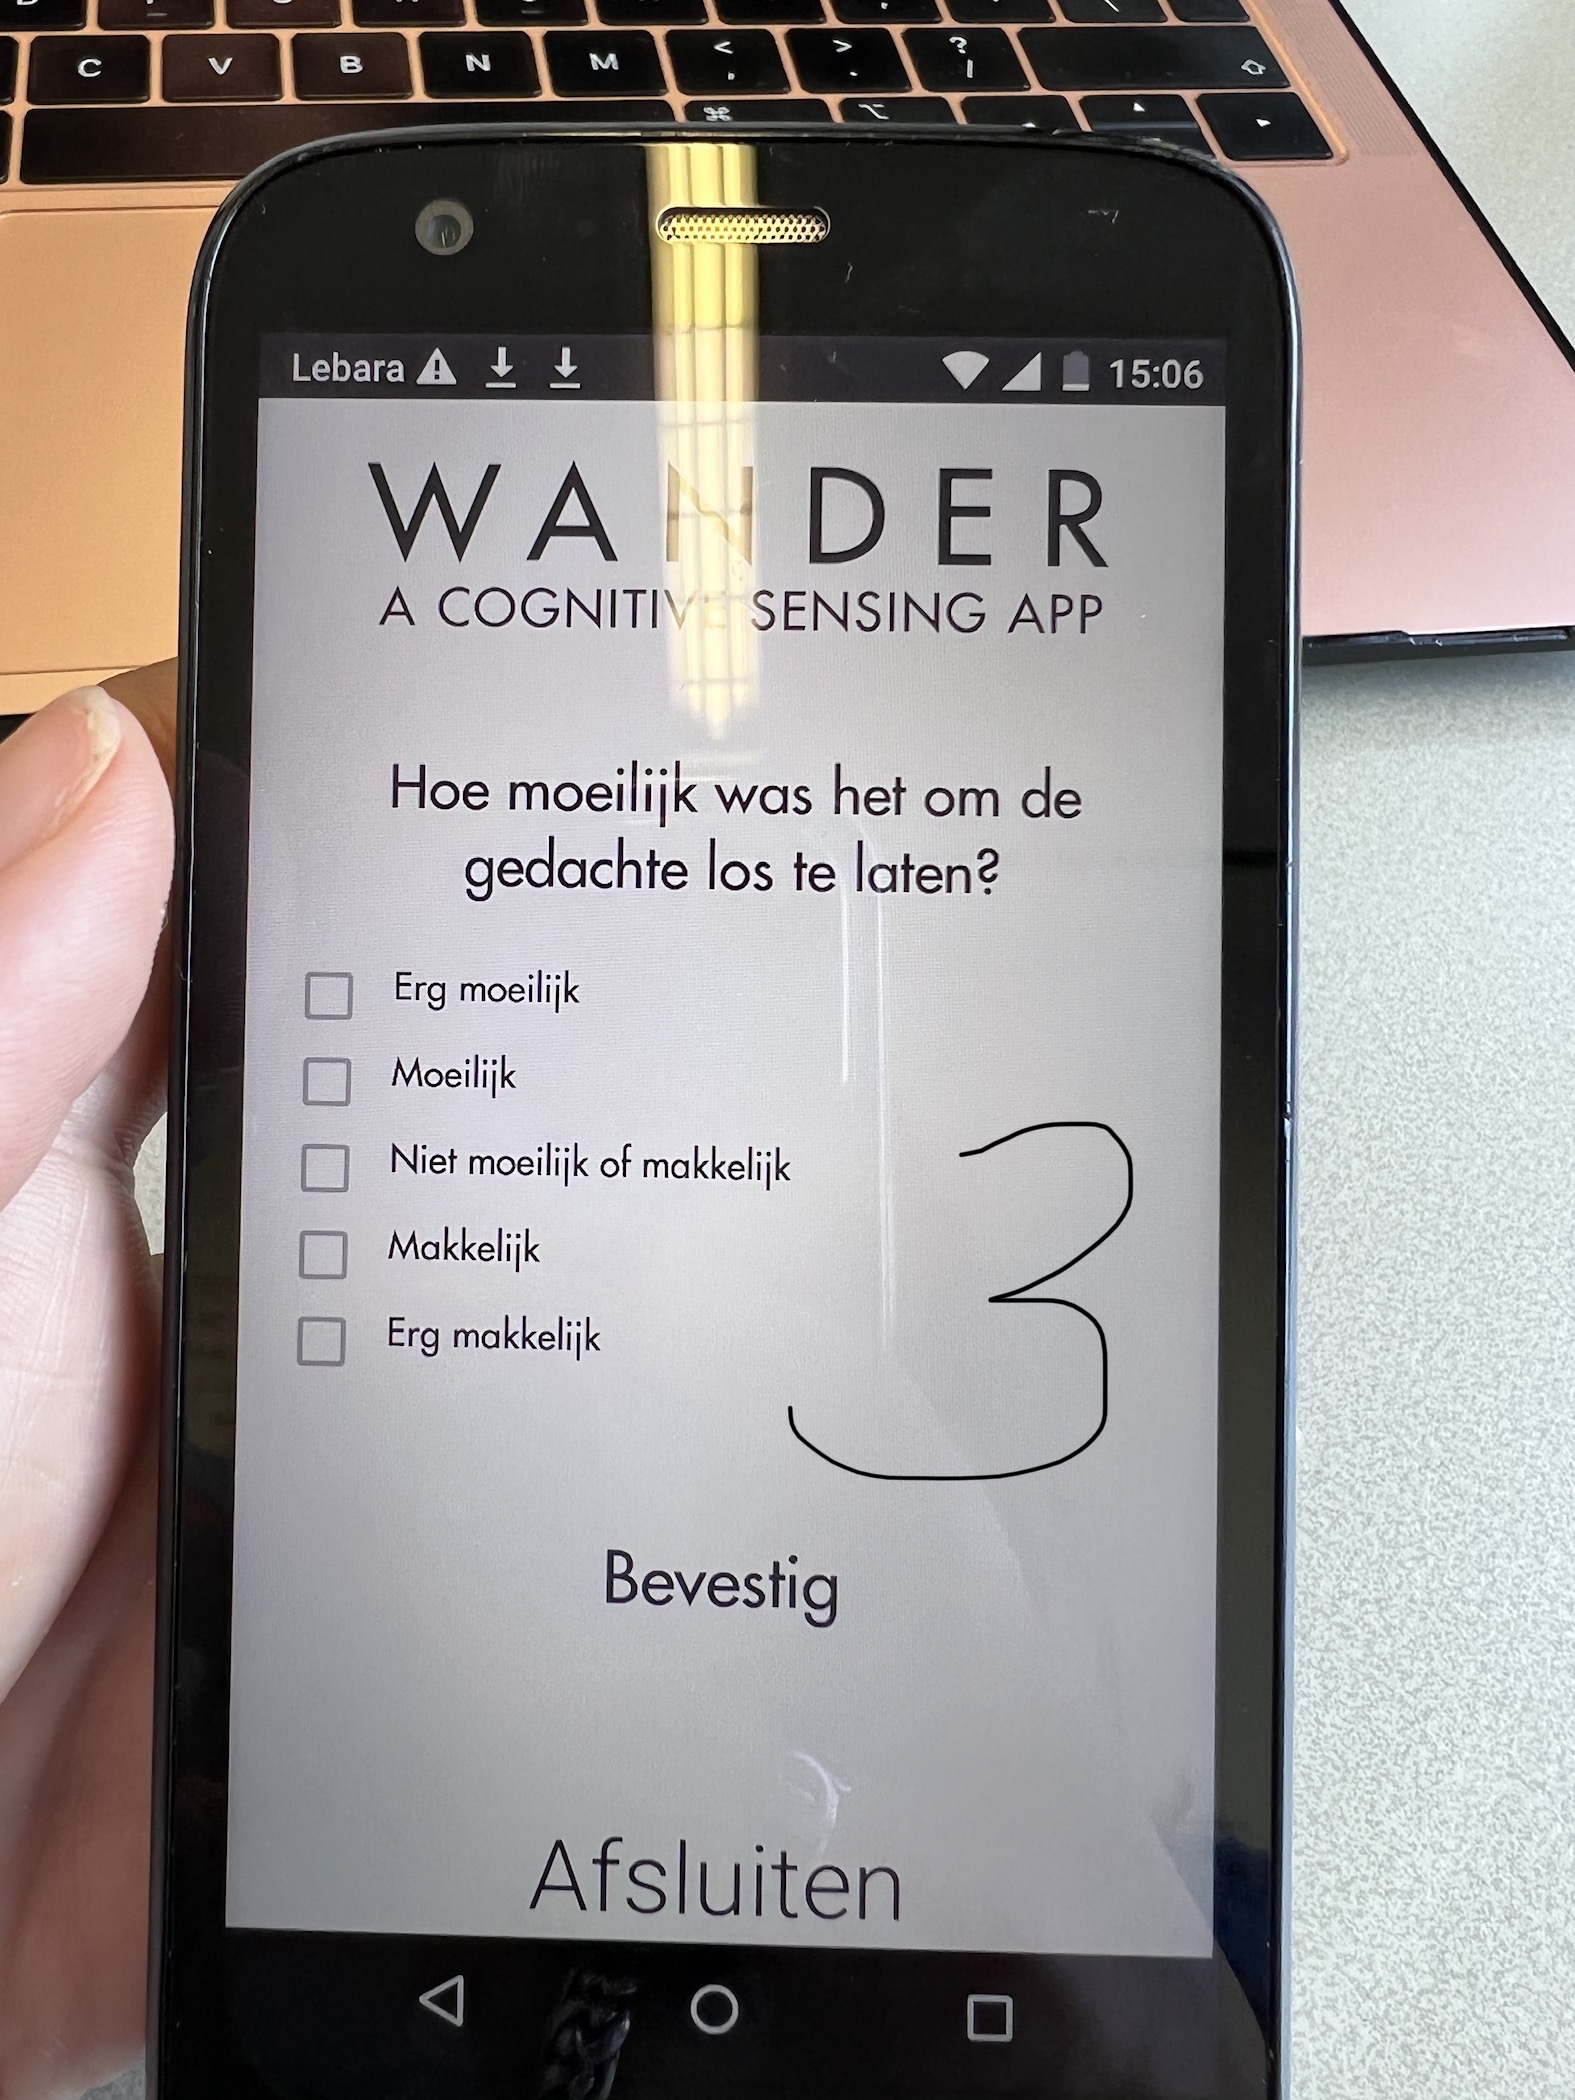 C V B N M < , > . ? /
⌘ ⌥
Lebara 15:06
WANDER
A COGNITIVE SENSING APP
Hoe moeilijk was het om de
gedachte los te laten?
Erg moeilijk
Moeilijk
Niet moeilijk of makkelijk
Makkelijk
Erg makkelijk
3
Bevestig
Afsluiten